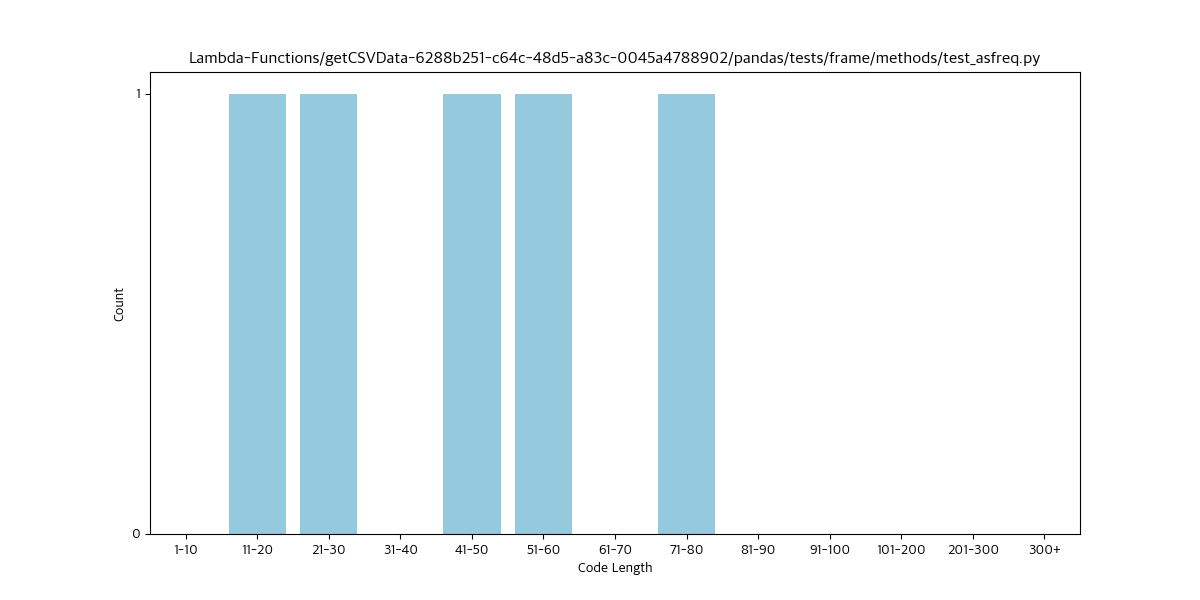 Lambda-Functions/getCSVData-6288b251-c64c-48d5-a83c-0045a4788902/pandas/tests/frame/methods/test_asfreq.py
1
Count
0
1-10 11-20 21-30 31-40 41-50 51-60 61-70 71-80 81-90 91-100 101-200 201-300 300+
Code Length